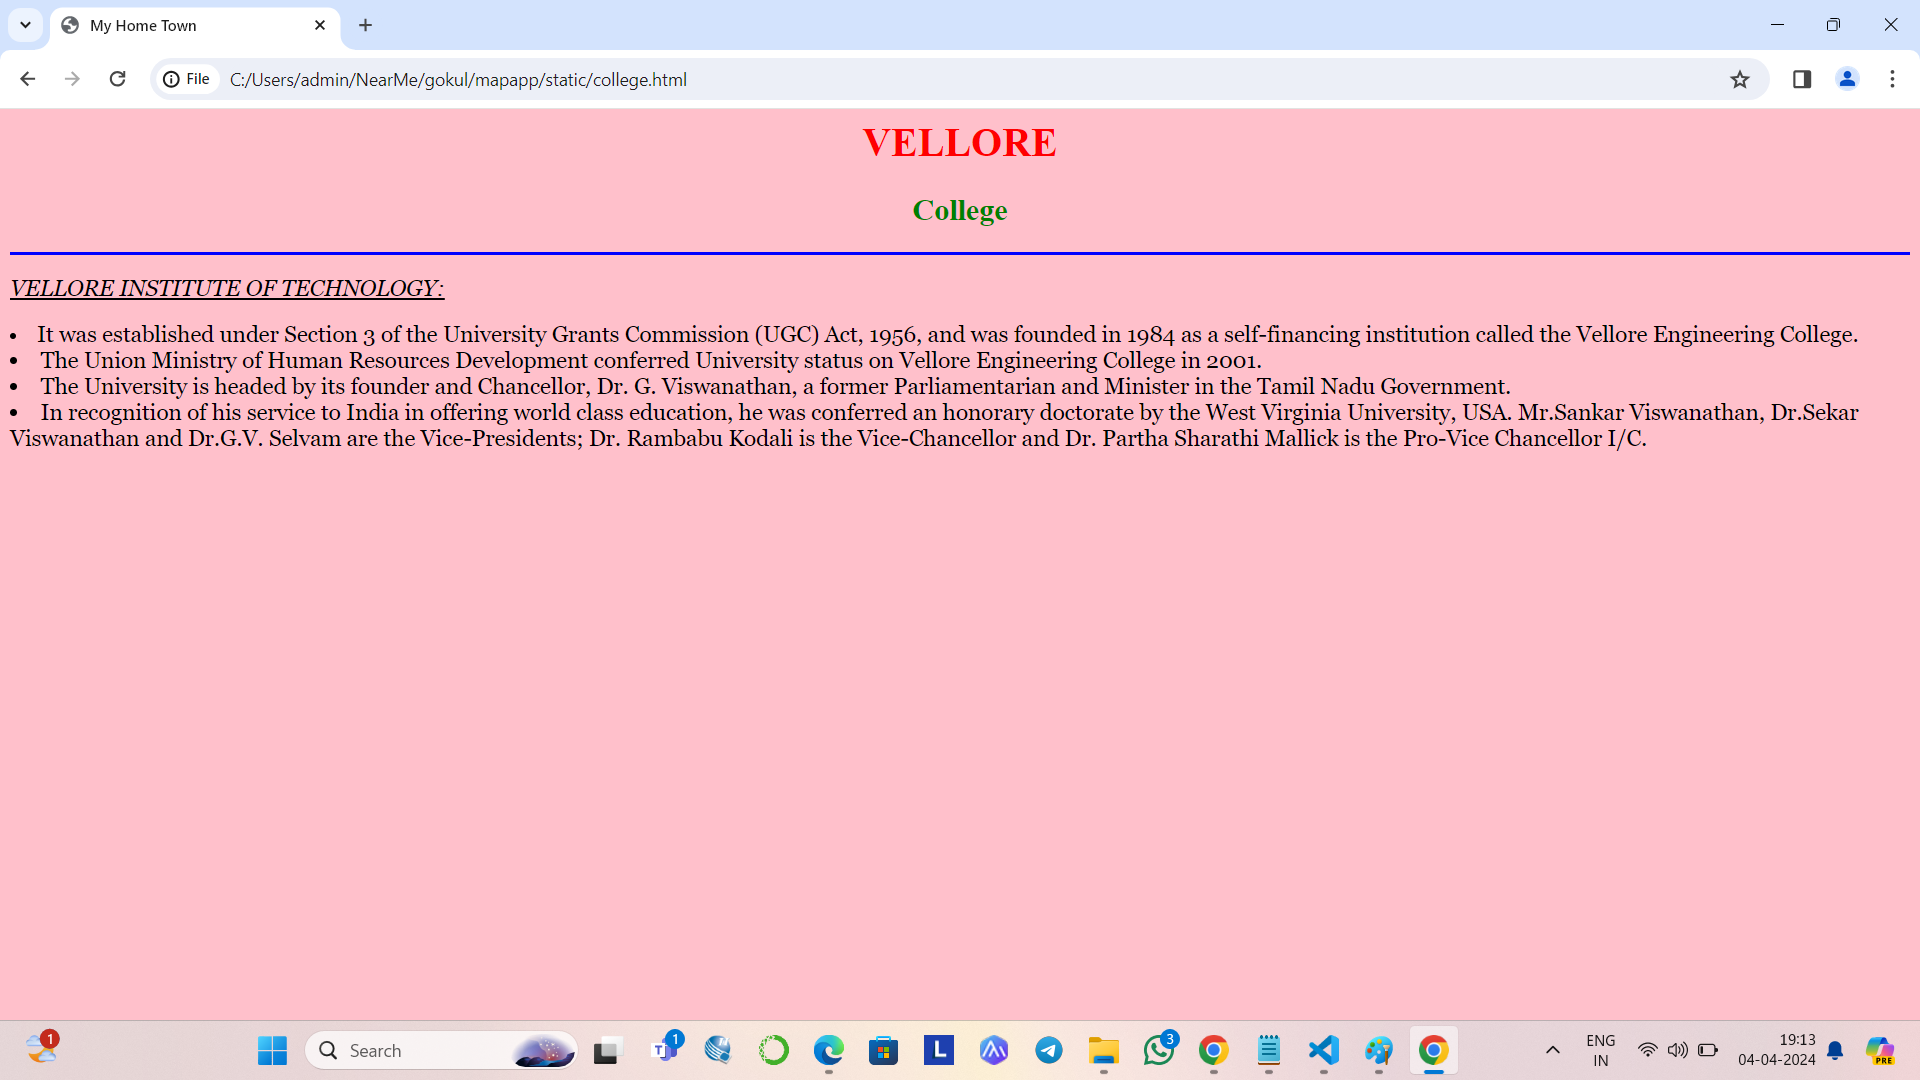 My Home Town
File C:/Users/admin/NearMe/gokul/mapapp/static/college.html
VELLORE
College
VELLORE INSTITUTE OF TECHNOLOGY:
• It was established under Section 3 of the University Grants Commission (UGC) Act, 1956, and was founded in 1984 as a self-financing institution called the Vellore Engineering College.
• The Union Ministry of Human Resources Development conferred University status on Vellore Engineering College in 2001.
• The University is headed by its founder and Chancellor, Dr. G. Viswanathan, a former Parliamentarian and Minister in the Tamil Nadu Government.
• In recognition of his service to India in offering world class education, he was conferred an honorary doctorate by the West Virginia University, USA. Mr.Sankar Viswanathan, Dr.Sekar
Viswanathan and Dr.G.V. Selvam are the Vice-Presidents; Dr. Rambabu Kodali is the Vice-Chancellor and Dr. Partha Sharathi Mallick is the Pro-Vice Chancellor I/C.
1
Search
1
T
L
3
ENG
IN
19:13
04-04-2024
PRE